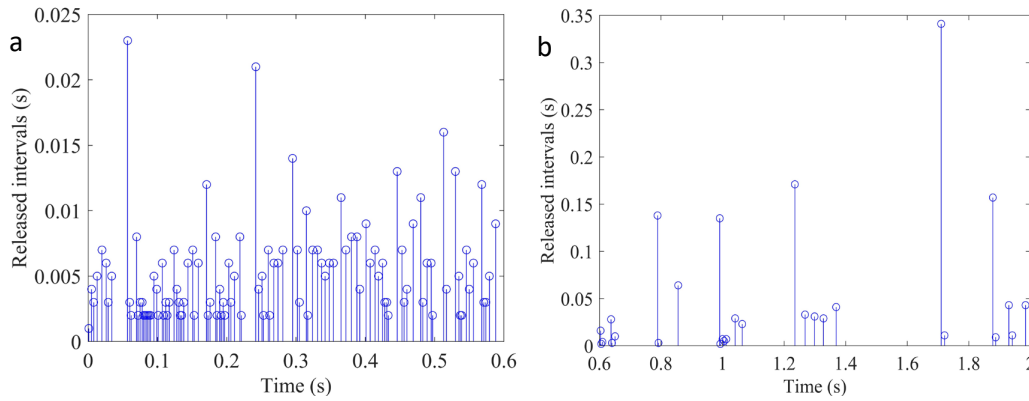 a
0.025
0.02
0.015
0.01
0.005
0
Released intervals (s)
0 0.1 0.2 0.3 0.4 0.5 0.6
Time (s)
b
0.35
0.3
0.25
0.2
0.15
0.1
0.05
0
Released intervals (s)
0.6 0.8 1 1.2 1.4 1.6 1.8 2
Time (s)